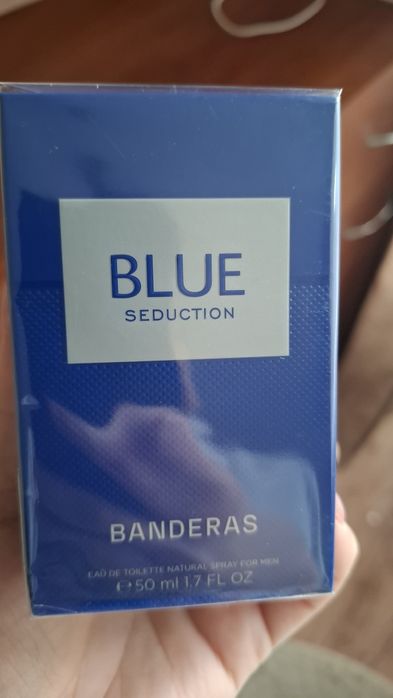 BLUE
SEDUCTION
BANDERAS
EAU DE TOILETTE NATURAL SPRAY FOR MEN
℮50 ml 1.7 FL OZ